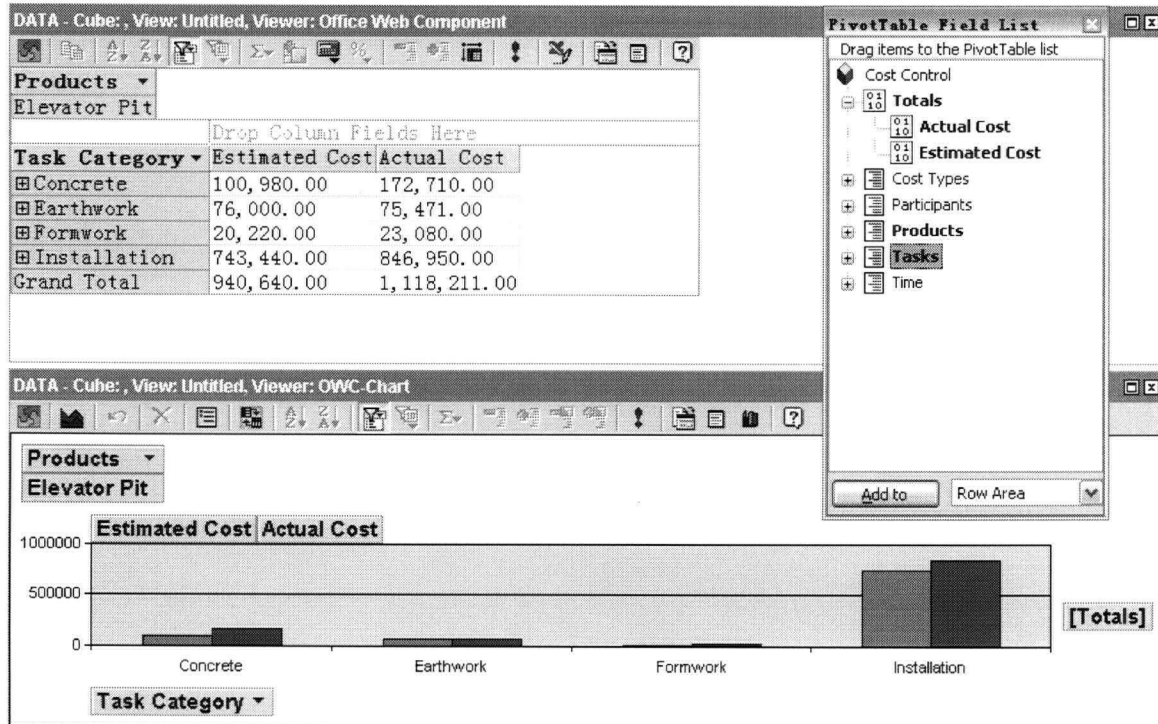 DATA - Cube: , View: Untitled, Viewer: Office Web Component
Products
Elevator Pit
Drop Column Fields Here
Task Category Estimated Cost Actual Cost
Concrete 100,980.00 172,710.00
Earthwork 76,000.00 75,471.00
Formwork 20,220.00 23,080.00
Installation 743,440.00 846,950.00
Grand Total 940,640.00 1,118,211.00
PivotTable Field List
Drag items to the PivotTable list
Cost Control
Totals
Actual Cost
Estimated Cost
Cost Types
Participants
Products
Tasks
Time
Add to Row Area
DATA - Cube: , View: Untitled, Viewer: OWC-Chart
Products
Elevator Pit
Estimated Cost Actual Cost
1000000
500000
0
Concrete Earthwork Formwork Installation
[Totals]
Task Category